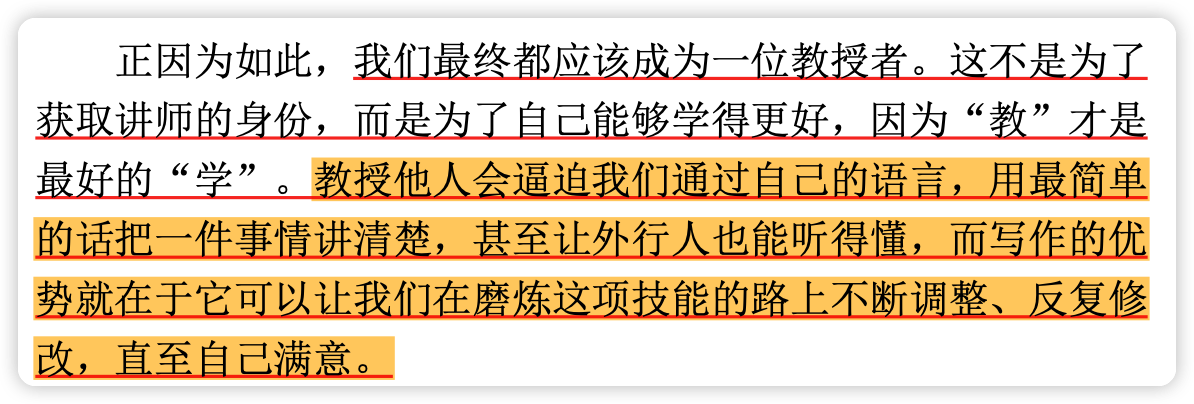 正因为如此，我们最终都应该成为一位教授者。这不是为了
获取讲师的身份，而是为了自己能够学得更好，因为“教”才是
最好的“学”。教授他人会逼迫我们通过自己的语言，用最简单
的话把一件事情讲清楚，甚至让外行人也能听得懂，而写作的优
势就在于它可以让我们在磨炼这项技能的路上不断调整、反复修
改，直至自己满意。